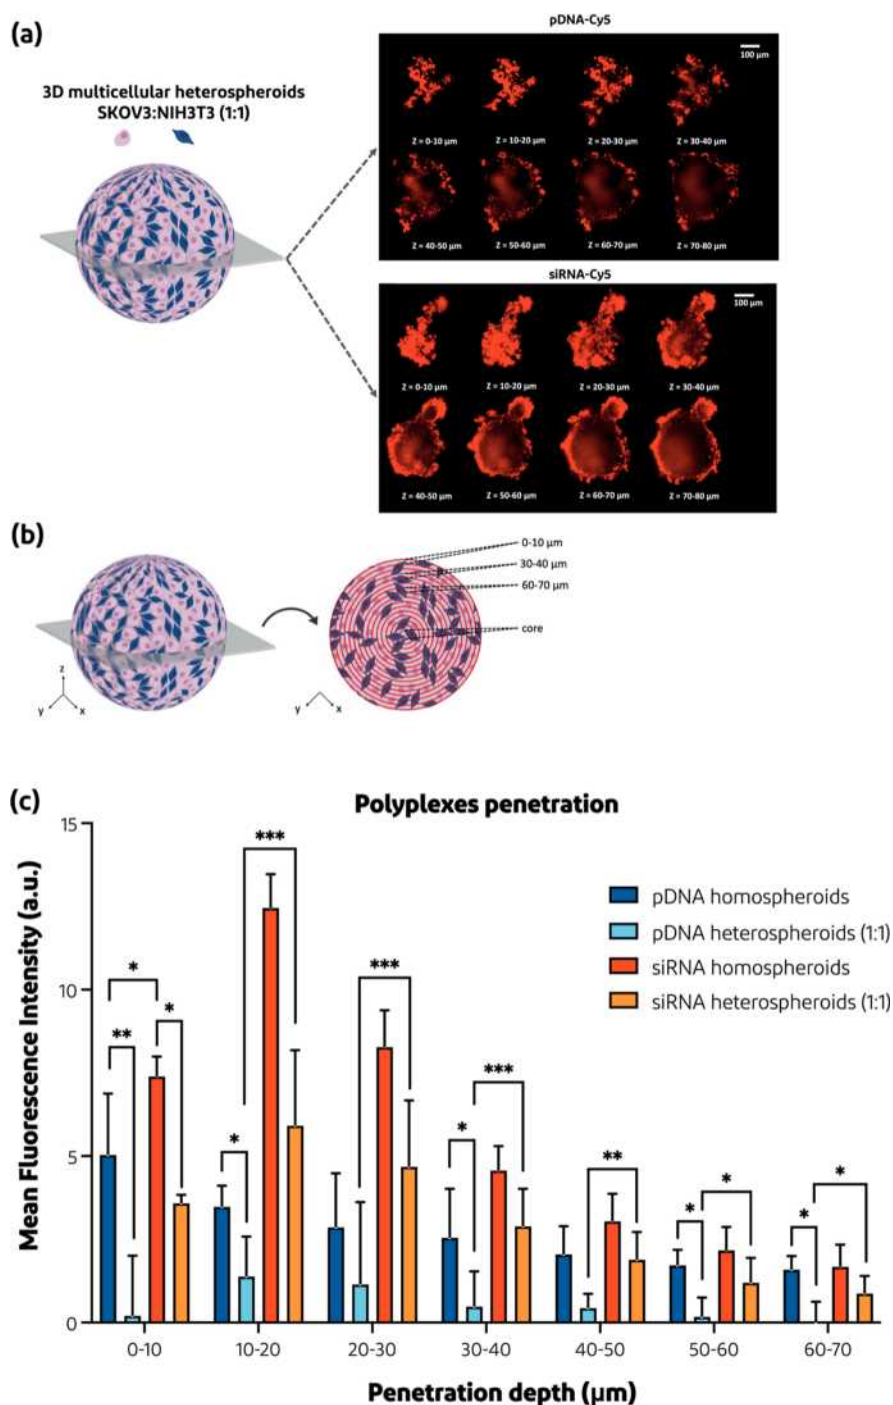 (a)
3D multicellular heterospheroids
SKOV3:NIH3T3 (1:1)
pDNA-Cy5
100 µm
Z = 0-10 µm
Z = 10-20 µm
Z = 20-30 µm
Z = 30-40 µm
Z = 40-50 µm
Z = 50-60 µm
Z = 60-70 µm
Z = 70-80 µm
siRNA-Cy5
100 µm
Z = 0-10 µm
Z = 10-20 µm
Z = 20-30 µm
Z = 30-40 µm
Z = 40-50 µm
Z = 50-60 µm
Z = 60-70 µm
Z = 70-80 µm
(b)
0-10 µm
30-40 µm
60-70 µm
core
z
y
x
y
x
(c)
Polyplexes penetration
Mean Fluorescence Intensity (a.u.)
15
10
5
0
*
**
*
*
***
***
*
***
**
*
*
*
*
pDNA homospheroids
pDNA heterospheroids (1:1)
siRNA homospheroids
siRNA heterospheroids (1:1)
0-10
10-20
20-30
30-40
40-50
50-60
60-70
Penetration depth (µm)